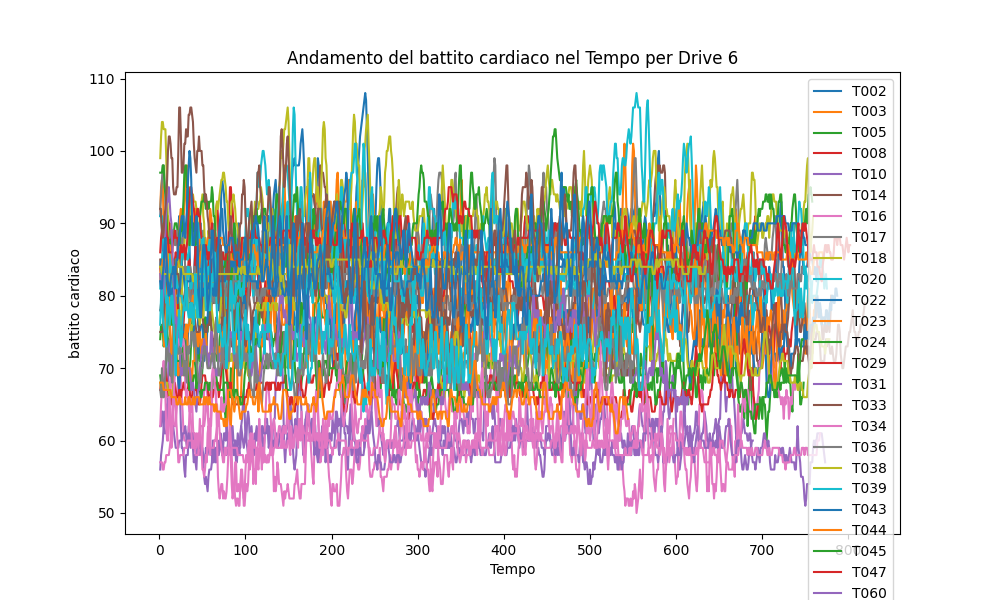 Andamento del battito cardiaco nel Tempo per Drive 6
110
100
90
80
70
60
50
battito cardiaco
0 100 200 300 400 500 600 700 800
Tempo
T002
T003
T005
T008
T010
T014
T016
T017
T018
T020
T022
T023
T024
T029
T031
T033
T034
T036
T038
T039
T043
T044
T045
T047
T060